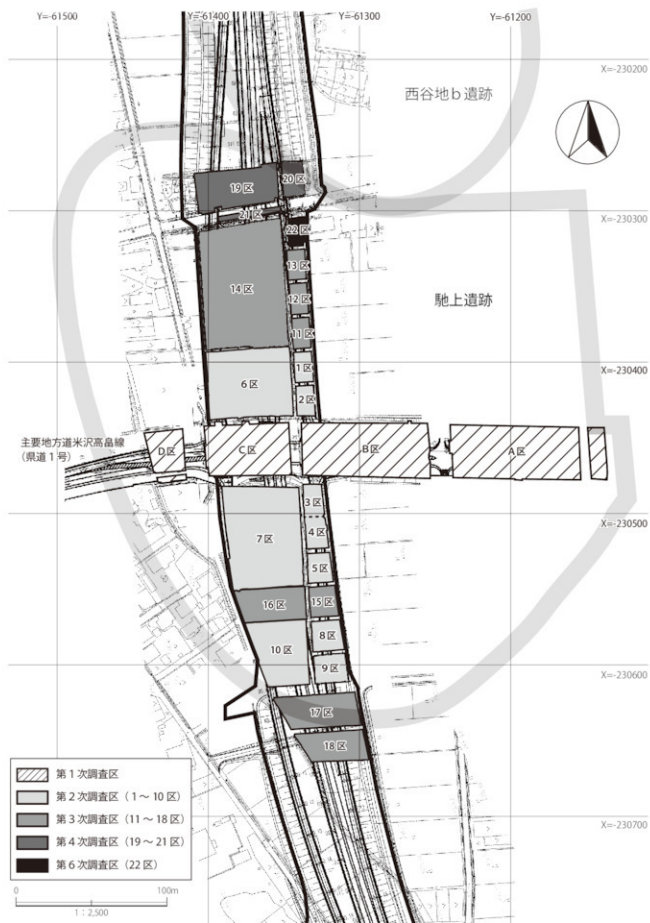 Y=-61500
Y=-61400
Y=-61300
Y=-61200
X=-230200
西谷地b遺跡
20区
19区
21区
X=-230300
22区
13区
14区
12区
馳上遺跡
11区
X=-230400
1区
6区
2区
主要地方道米沢高畠線
(県道1号)
D区
C区
B区
A区
3区
X=-230500
4区
7区
5区
16区
15区
8区
10区
9区
X=-230600
17区
18区
第1次調査区
第2次調査区(1~10区)
第3次調査区(11~18区)
第4次調査区(19~21区)
第6次調査区(22区)
X=-230700
0
100m
1:2,500